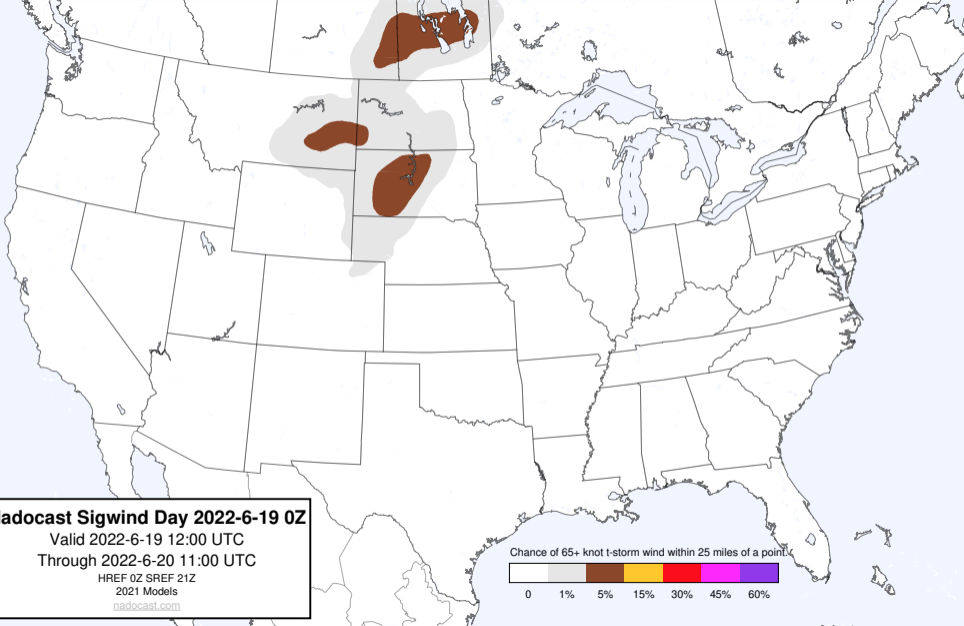 adocast Sigwind Day 2022-6-19 0Z
Valid 2022-6-19 12:00 UTC
Through 2022-6-20 11:00 UTC
HREF 0Z SREF 21Z
2021 Models
nadocast.com
Chance of 65+ knot t-storm wind within 25 miles of a point.
0 1% 5% 15% 30% 45% 60%